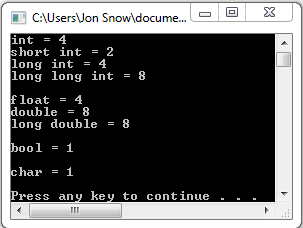 C:\Users\Jon Snow\docume...
int = 4
short int = 2
long int = 4
long long int = 8
float = 4
double = 8
long double = 8
bool = 1
char = 1
Press any key to continue . . .